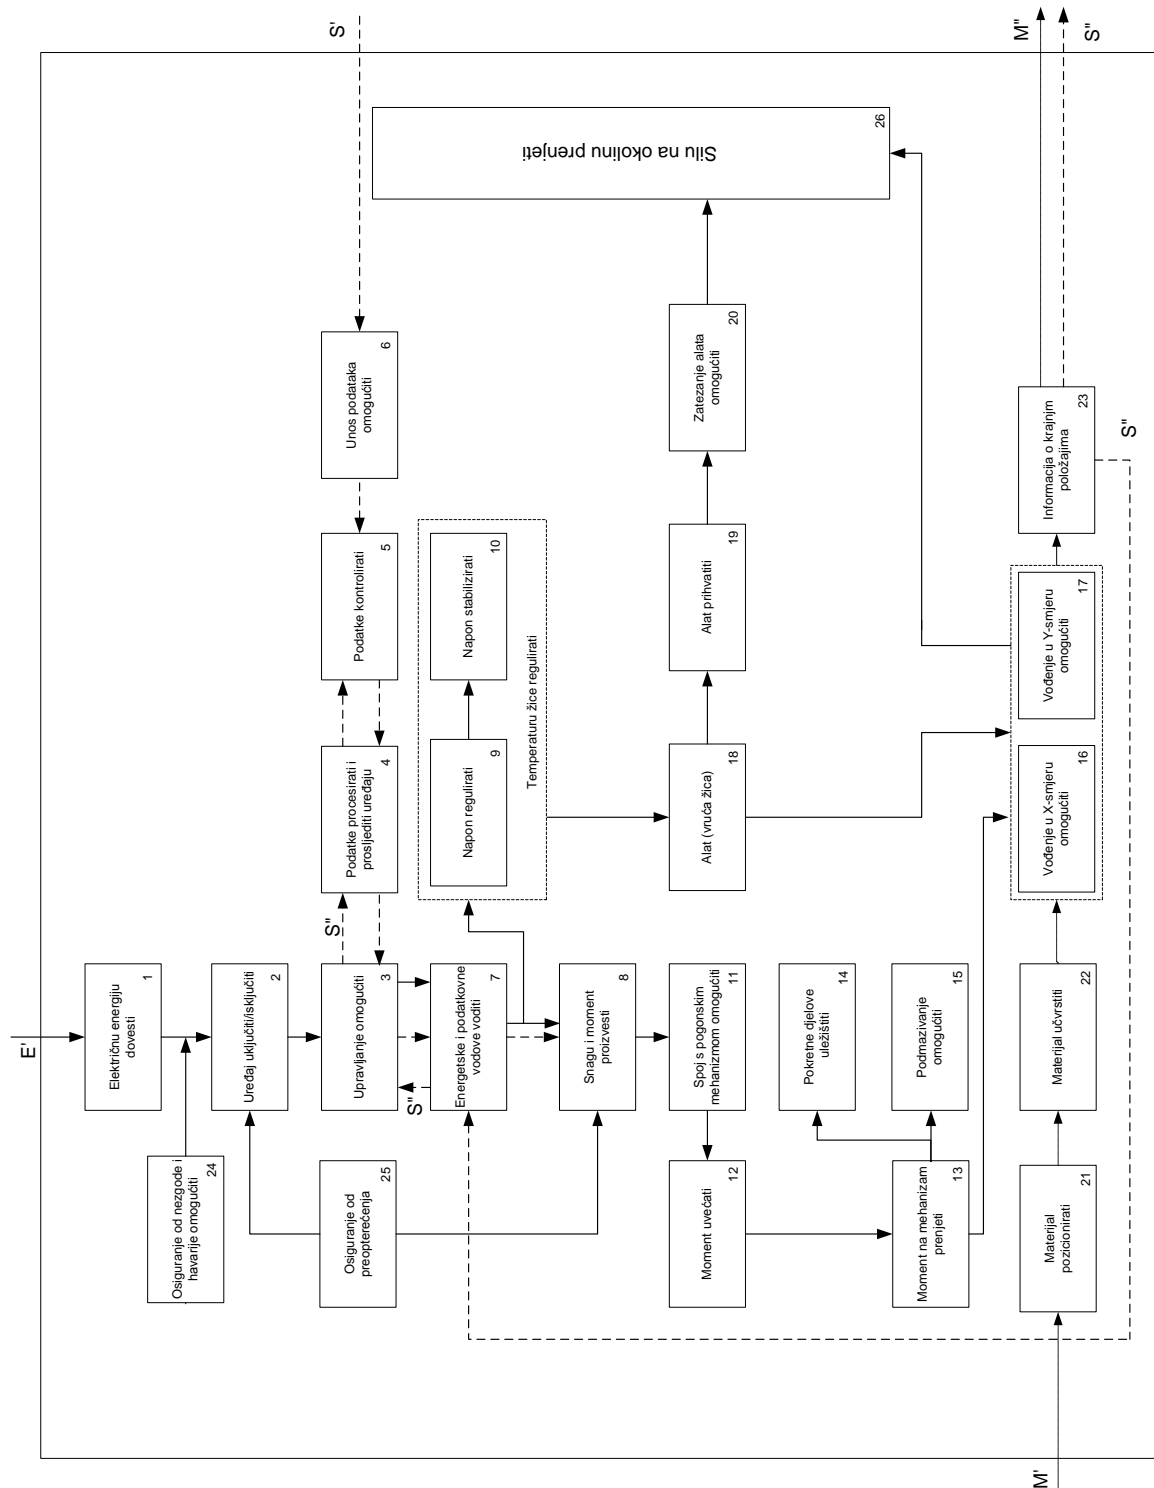 E'
Električnu energiju
dovesti
1
Osiguranje od nezgode i
havarije omogućiti
24
Uređaj uključiti/isključiti
2
Osiguranje od
preopterećenja
25
Upravljanje omogućiti
3
S"
Podatke procesirati i
proslijediti uređaju
4
Podatke kontrolirati
5
Unos podataka
omogućiti
6
S'
S"
Energetske i podatkovne
vodove voditi
7
Napon regulirati
9
Napon stabilizirati
10
Temperaturu žice regulirati
Snagu i moment
proizvesti
8
Spoj s pogonskim
mehanizmom omogućiti
11
Moment uvećati
12
Alat (vruća žica)
18
Alat prihvatiti
19
Zatezanje alata
omogućiti
20
Silu na okolinu prenjeti
26
Pokretne djelove
uležištiti
14
Moment na mehanizam
prenjeti
13
Podmazivanje
omogućiti
15
M'
Materijal
pozicionirati
21
Materijal učvrstiti
22
Vođenje u X-smjeru
omogućiti
16
Vođenje u Y-smjeru
omogućiti
17
Informacija o krajnjim
položajima
23
M"
S"
S"